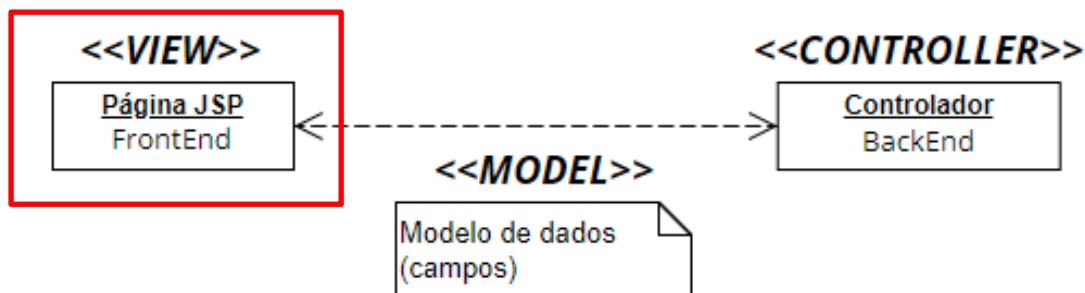 <<VIEW>>
<<CONTROLLER>>
Página JSP
FrontEnd
Controlador
BackEnd
<<MODEL>>
Modelo de dados
(campos)